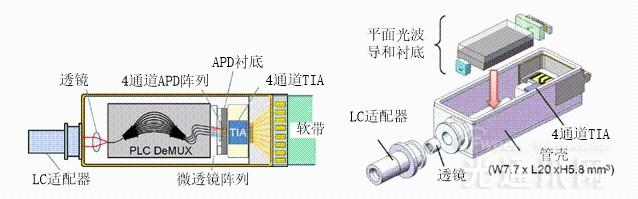 透镜
4通道APD阵列
APD衬底
4通道TIA
TIA
PLC DeMUX
软带
LC适配器
微透镜阵列
平面光波
导和衬底
LC适配器
4通道TIA
管壳
透镜
(W7.7 x L20 xH5.8 mm³)